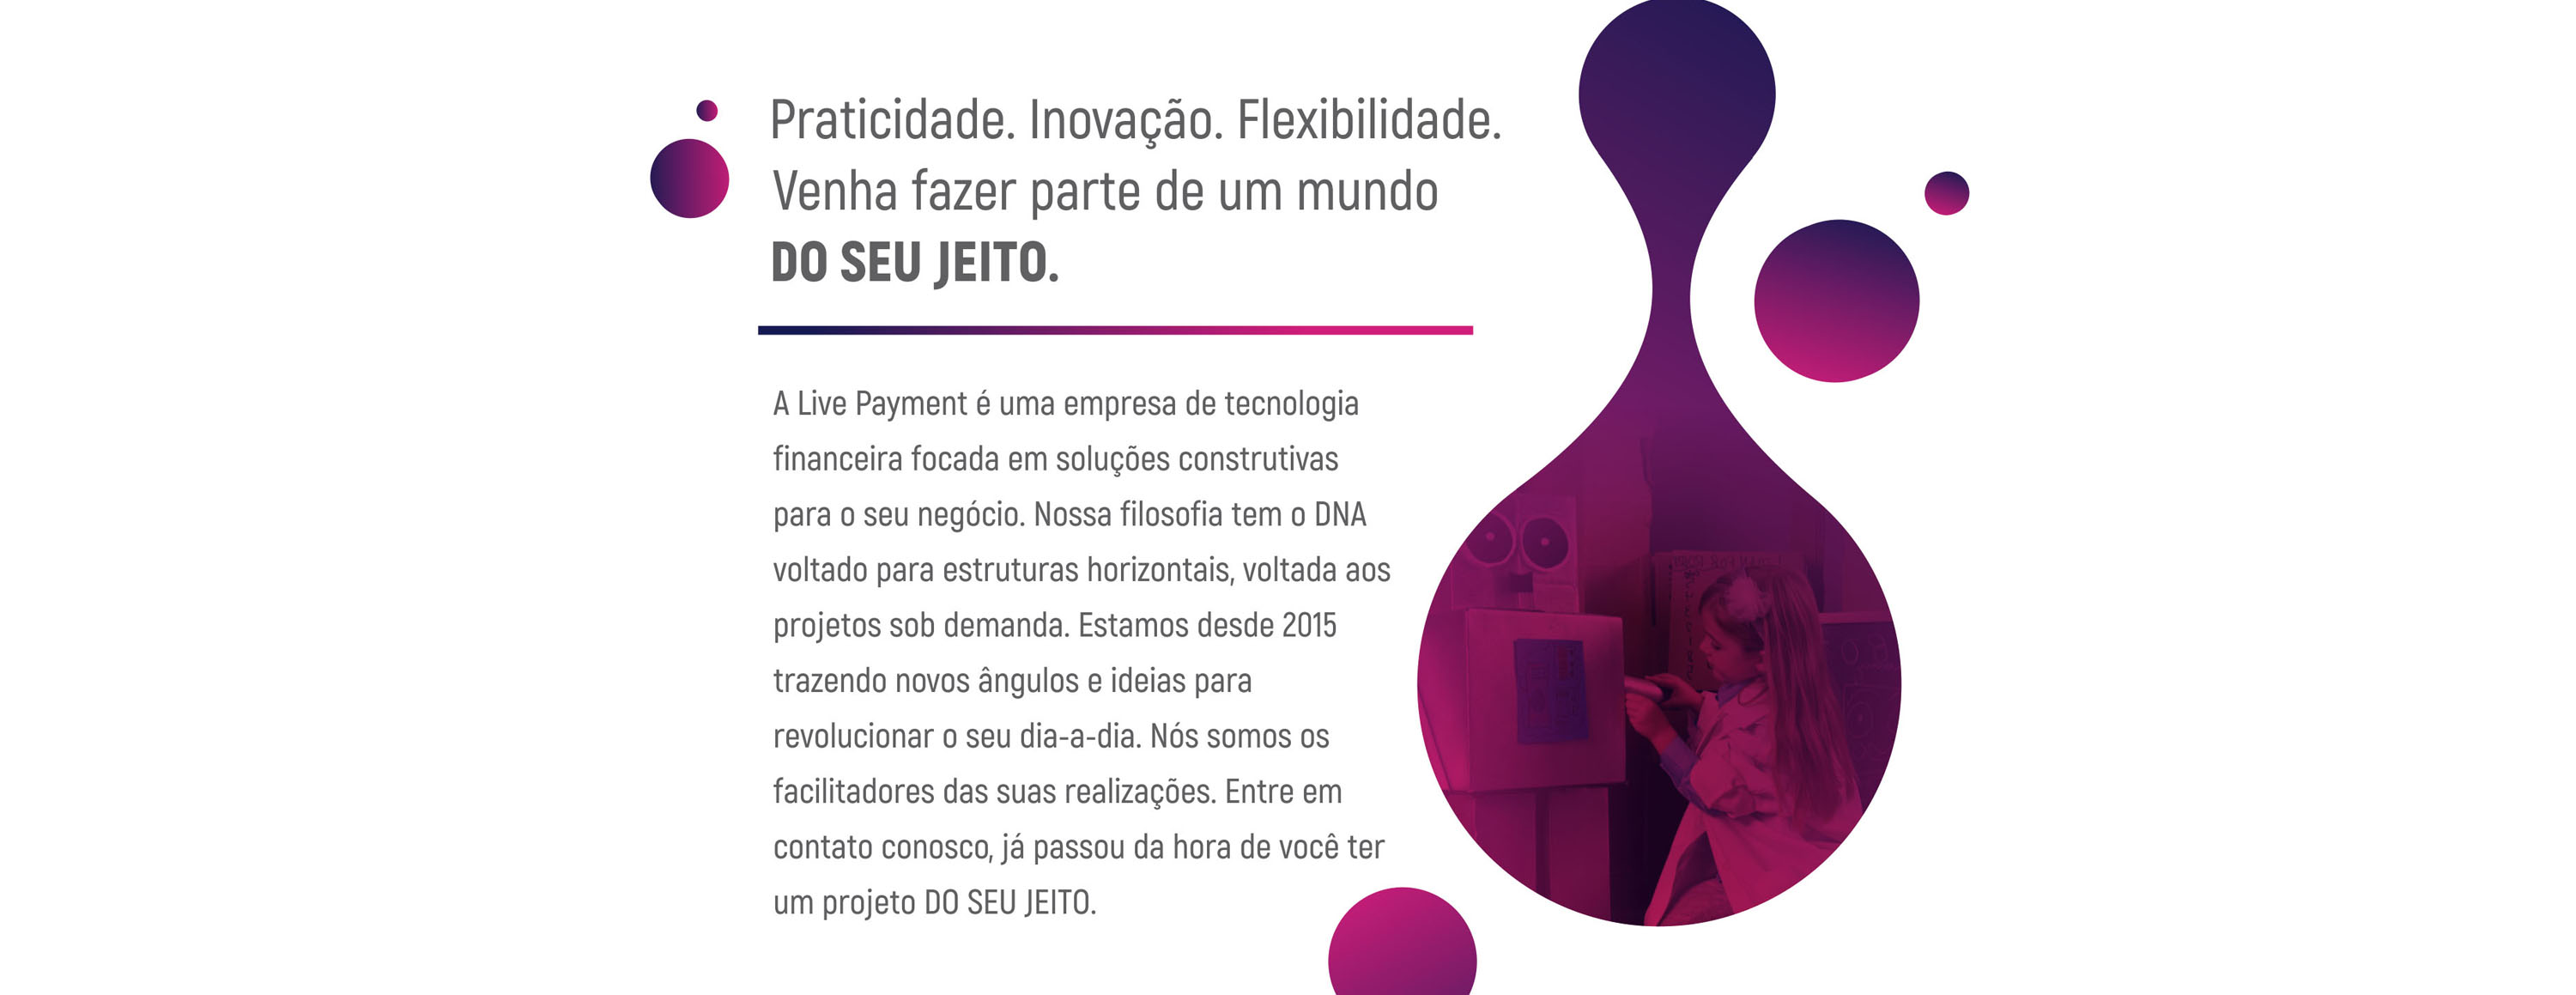 Praticidade. Inovação. Flexibilidade.
Venha fazer parte de um mundo
DO SEU JEITO.
A Live Payment é uma empresa de tecnologia
financeira focada em soluções construtivas
para o seu negócio. Nossa filosofia tem o DNA
voltado para estruturas horizontais, voltada aos
projetos sob demanda. Estamos desde 2015
trazendo novos ângulos e ideias para
revolucionar o seu dia-a-dia. Nós somos os
facilitadores das suas realizações. Entre em
contato conosco, já passou da hora de você ter
um projeto DO SEU JEITO.